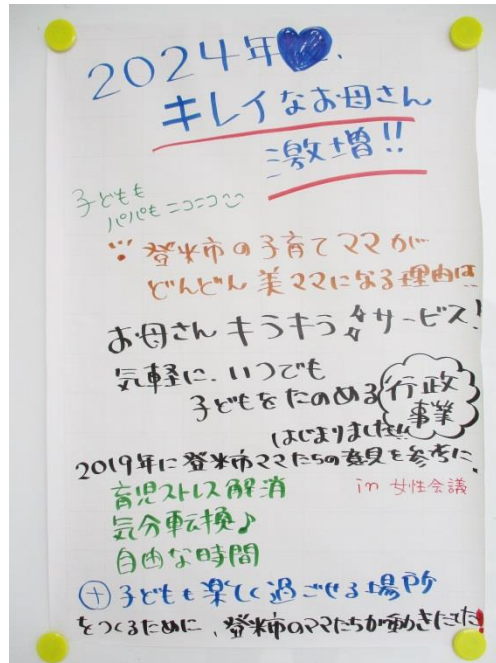 2024年💙、
キレイなお母さん
激増!!
子どもも
パパもニコニコ
登米市の子育てママが
どんどん美ママになる理由は!!
お母さんキラキラサービス!
気軽に、いつでも
子どもをたのめる行政事業
はじまりました!!
2019年に登米市ママたちの意見を参考に、
in 女性会議
育児ストレス解消
気分転換♪
自由な時間
⊕子どもも楽しく過ごせる場所
をつくるために、登米市のママたちが動きだした!